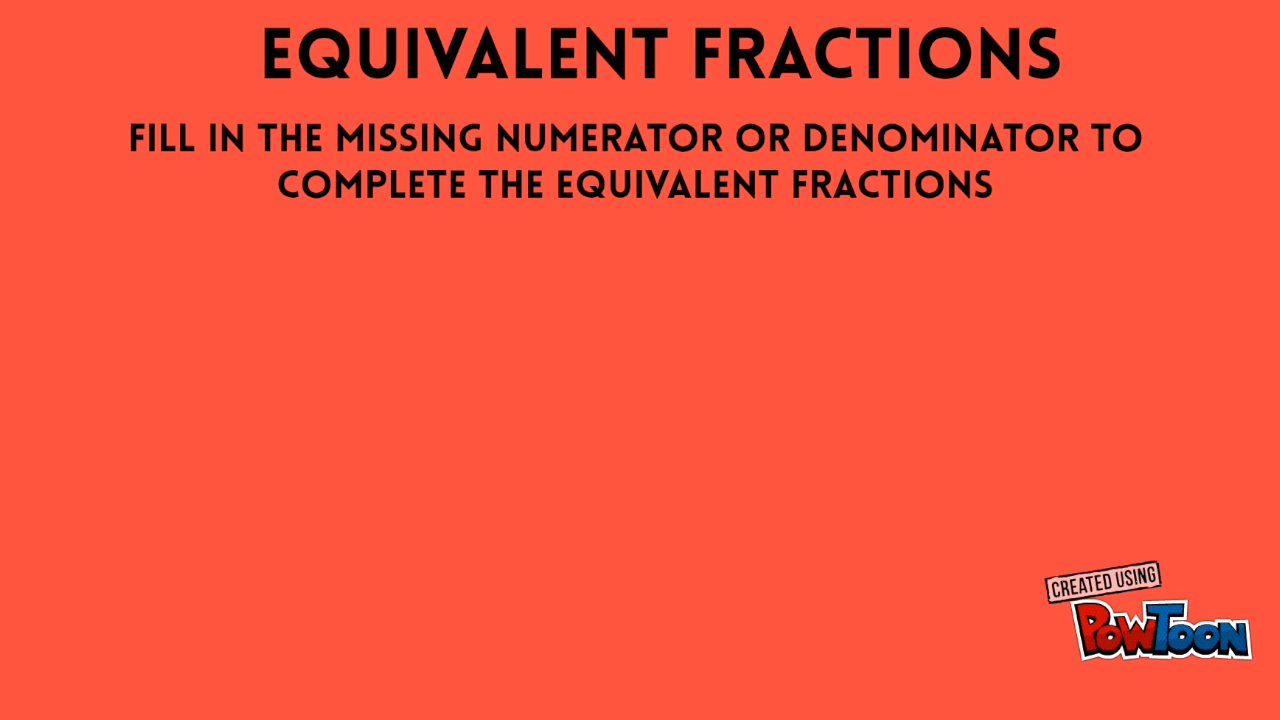 EQUIVALENT FRACTIONS
FILL IN THE MISSING NUMERATOR OR DENOMINATOR TO
COMPLETE THE EQUIVALENT FRACTIONS
CREATED USING
POWTOON